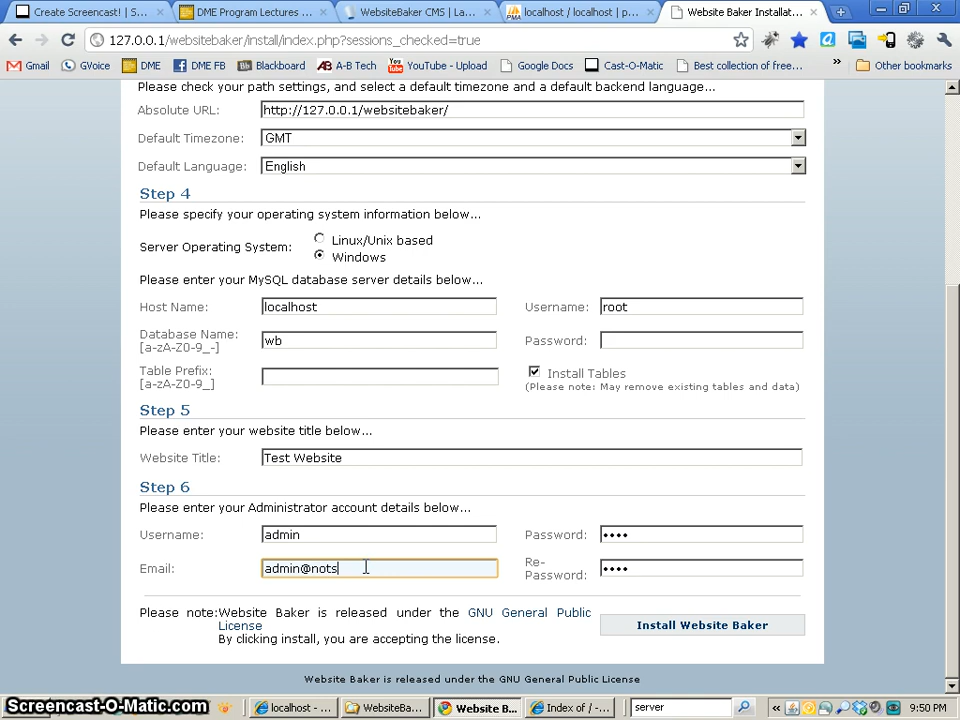 Create Screencast! | S...
DME Program Lectures ...
WebsiteBaker CMS | La...
localhost / localhost | p...
Website Baker Installat...
127.0.0.1/websitebaker/install/index.php?sessions_checked=true
Gmail
GVoice
DME
DME FB
Blackboard
A-B Tech
YouTube - Upload
Google Docs
Cast-O-Matic
Best collection of free...
»
Other bookmarks
Please check your path settings, and select a default timezone and a default backend language...
Absolute URL: http://127.0.0.1/websitebaker/
Default Timezone: GMT
Default Language: English
Step 4
Please specify your operating system information below...
Server Operating System:
Linux/Unix based
Windows
Please enter your MySQL database server details below...
Host Name: localhost Username: root
Database Name: wb Password:
[a-zA-Z0-9_-]
Table Prefix: Install Tables
[a-zA-Z0-9_] (Please note: May remove existing tables and data)
Step 5
Please enter your website title below...
Website Title: Test Website
Step 6
Please enter your Administrator account details below...
Username: admin Password: ••••
Email: admin@nots Re-Password: ••••
Please note:Website Baker is released under the GNU General Public
License
By clicking install, you are accepting the license.
Install Website Baker
Website Baker is released under the GNU General Public License
Screencast-O-Matic.com
localhost - ...
WebsiteBa...
Website B...
Index of / -...
server
«
9:50 PM